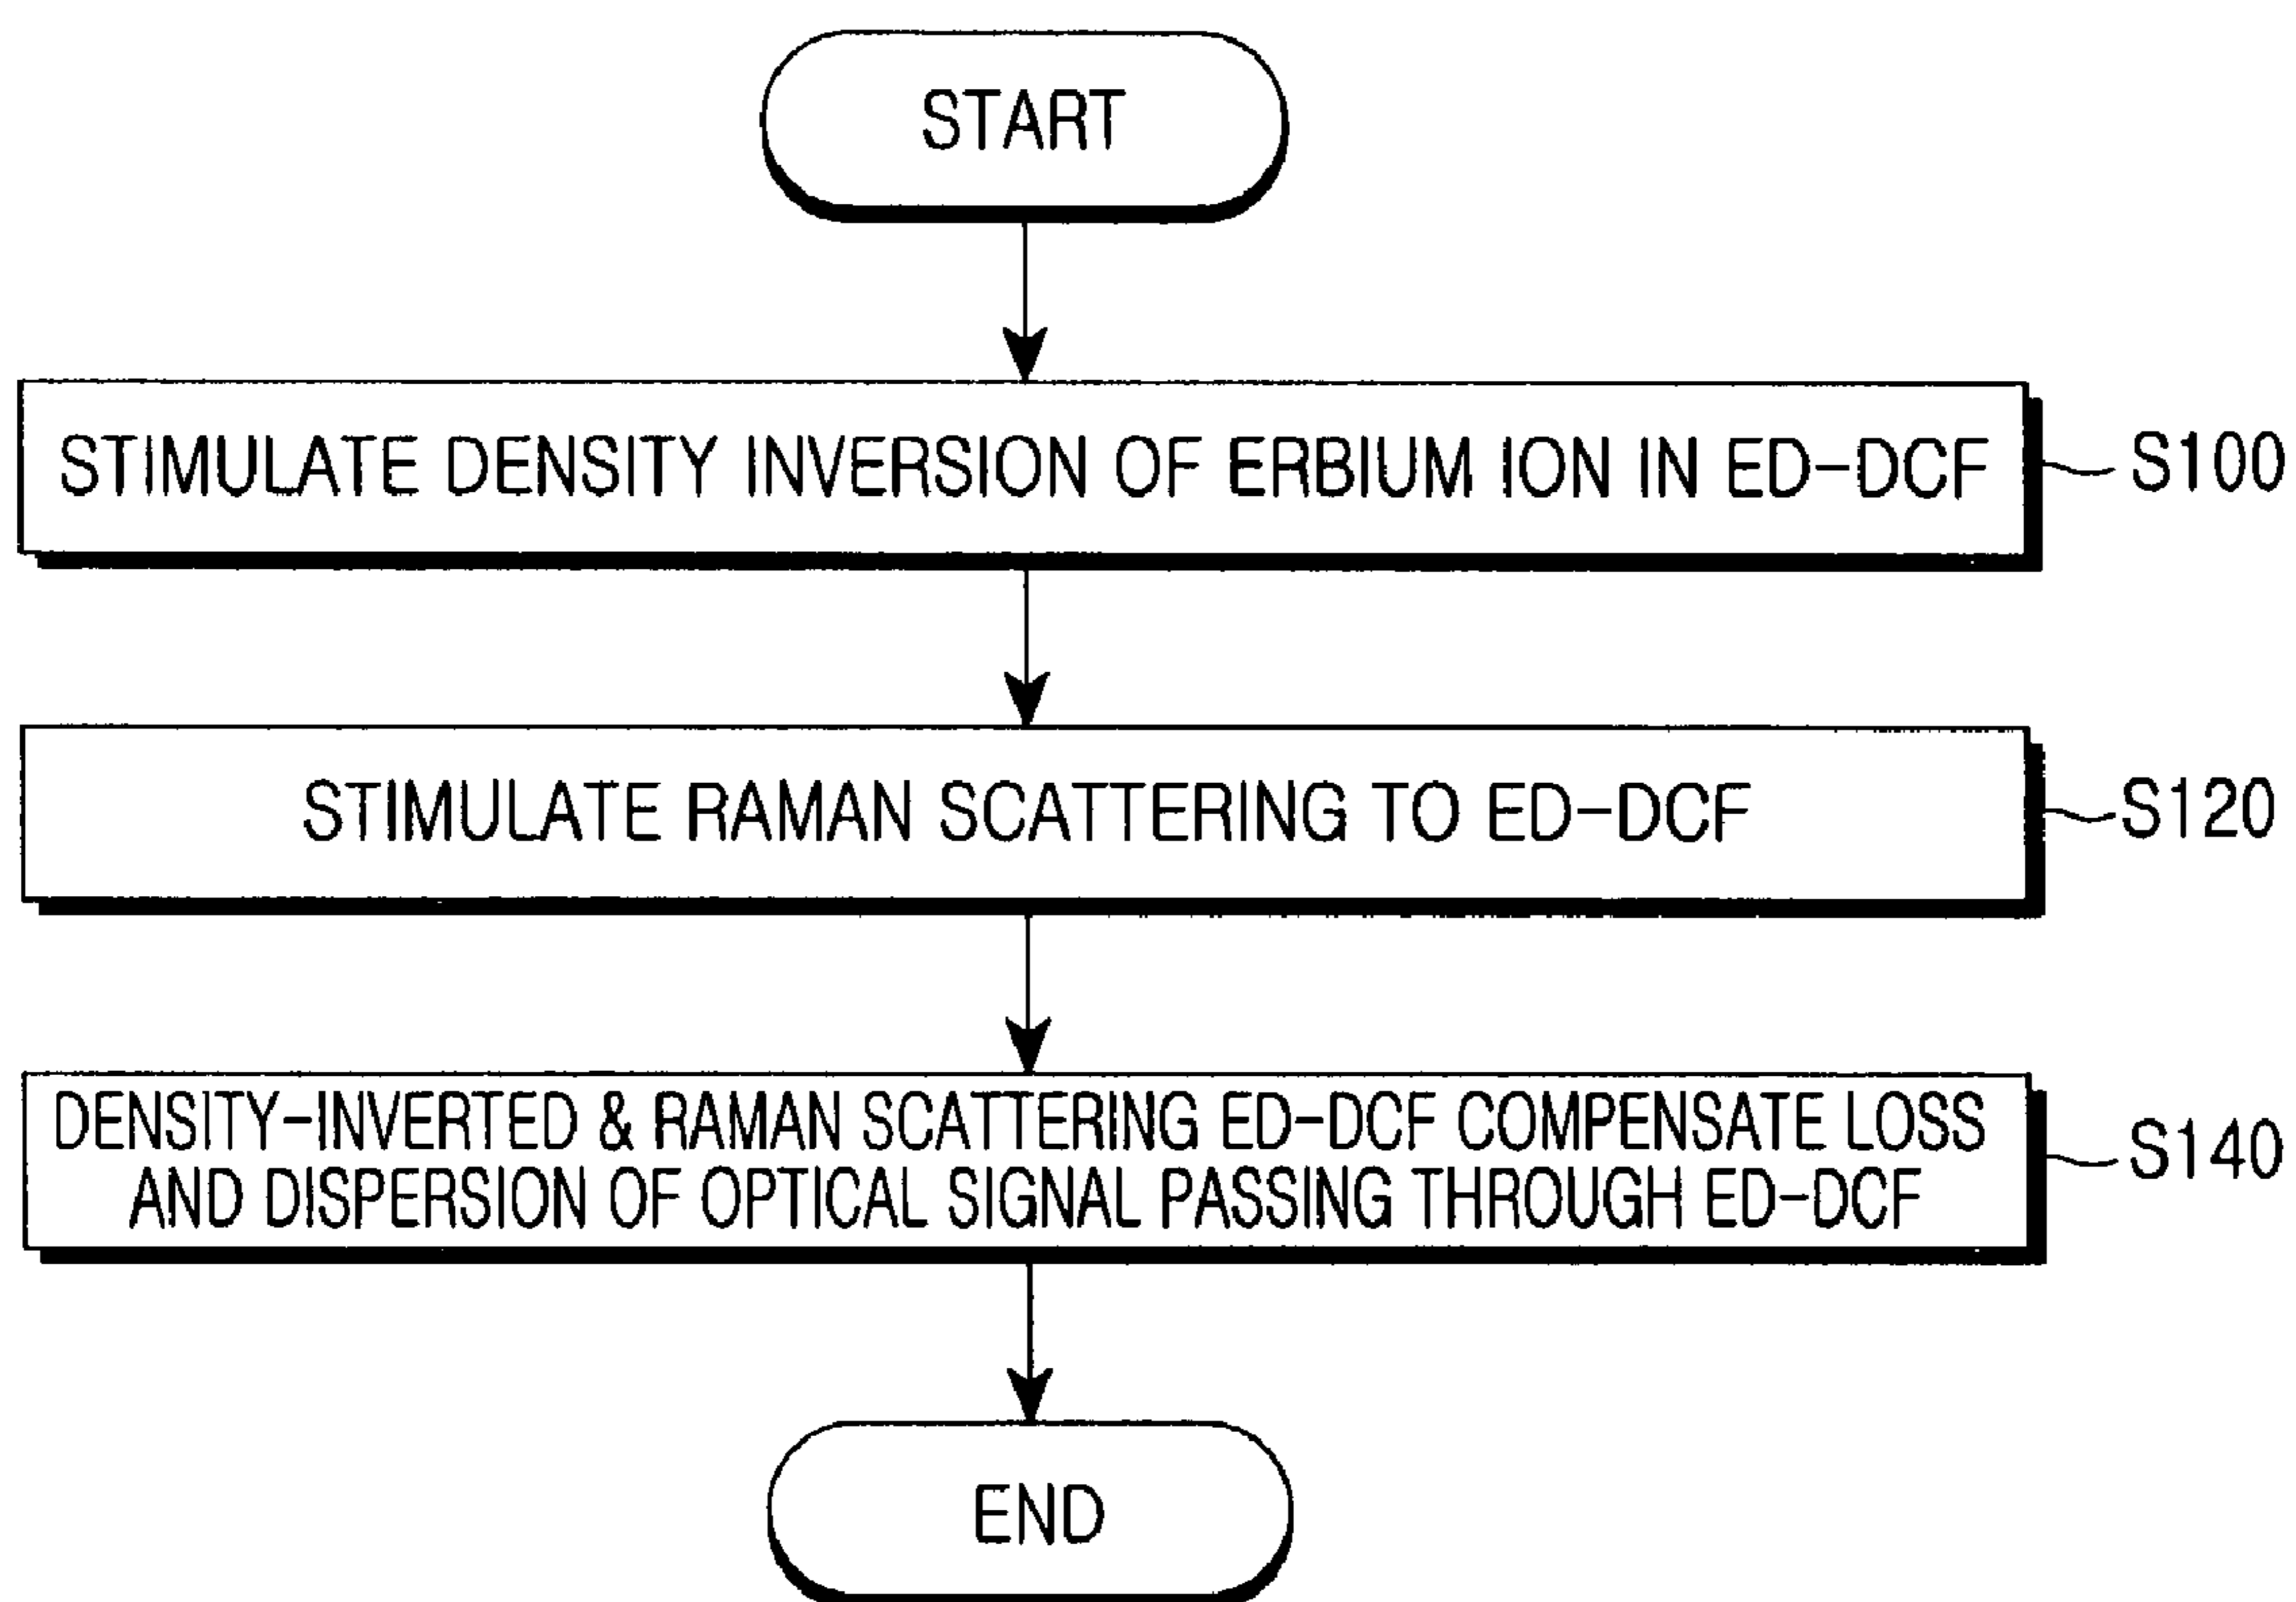 START
STIMULATE DENSITY INVERSION OF ERBIUM ION IN ED-DCF
S100
STIMULATE RAMAN SCATTERING TO ED-DCF
S120
DENSITY-INVERTED & RAMAN SCATTERING ED-DCF COMPENSATE LOSS
AND DISPERSION OF OPTICAL SIGNAL PASSING THROUGH ED-DCF
S140
END